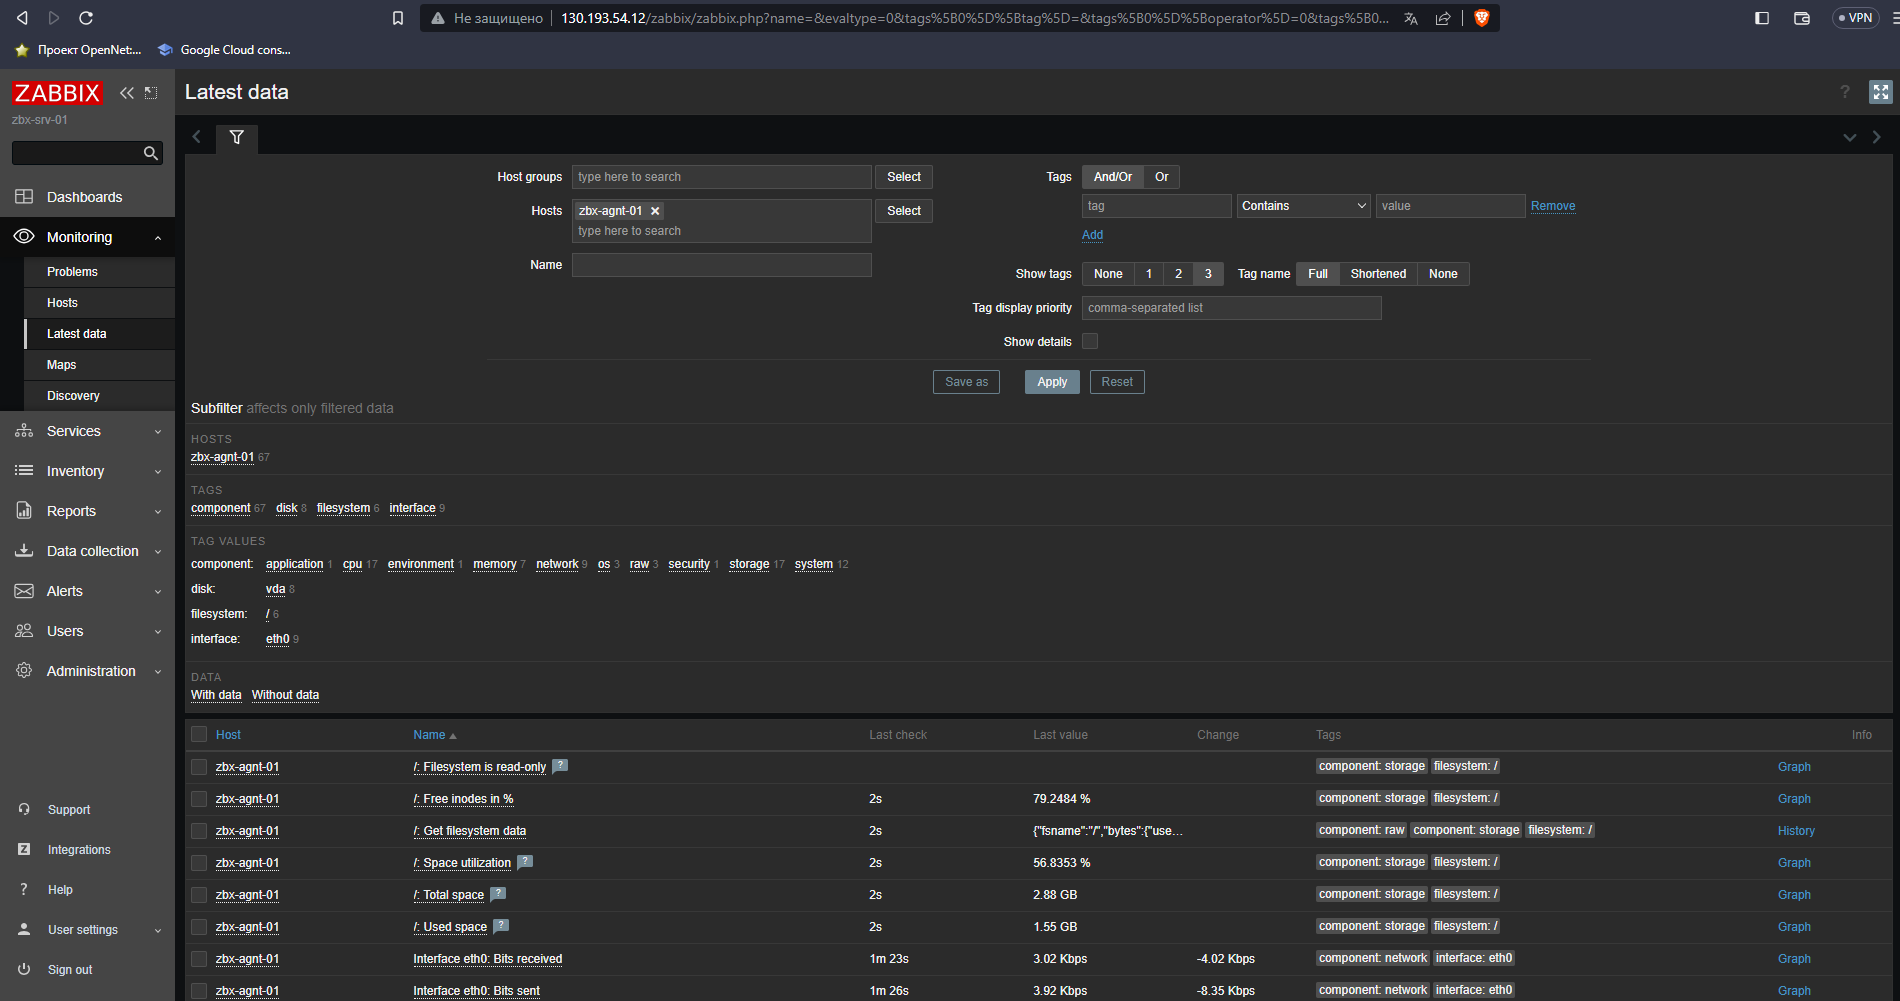 Не защищено 130.193.54.12/zabbix/zabbix.php?name=&evaltype=0&tags%5B0%5D%5Btag%5D=&tags%5B0%5D%5Boperator%5D=0&tags%5B0... VPN
Проект OpenNet:... Google Cloud cons...
ZABBIX
zbx-srv-01
Dashboards
Monitoring
Problems
Hosts
Latest data
Maps
Discovery
Services
Inventory
Reports
Data collection
Alerts
Users
Administration
Support
Z Integrations
? Help
User settings
Sign out
Latest data ?
Host groups type here to search Select
Hosts zbx-agnt-01 Select
type here to search
Name
Tags And/Or Or
tag Contains value Remove
Add
Show tags None 1 2 3 Tag name Full Shortened None
Tag display priority comma-separated list
Show details
Save as Apply Reset
Subfilter affects only filtered data
HOSTS
zbx-agnt-01 67
TAGS
component 67 disk 8 filesystem 6 interface 9
TAG VALUES
component: application 1 cpu 17 environment 1 memory 7 network 9 os 3 raw 3 security 1 storage 17 system 12
disk: vda 8
filesystem: / 6
interface: eth0 9
DATA
With data Without data
Host Name Last check Last value Change Tags Info
zbx-agnt-01 /: Filesystem is read-only ? component: storage filesystem: / Graph
zbx-agnt-01 /: Free inodes in % 2s 79.2484 % component: storage filesystem: / Graph
zbx-agnt-01 /: Get filesystem data 2s {"fsname":"/","bytes":{"use... component: raw component: storage filesystem: / History
zbx-agnt-01 /: Space utilization ? 2s 56.8353 % component: storage filesystem: / Graph
zbx-agnt-01 /: Total space ? 2s 2.88 GB component: storage filesystem: / Graph
zbx-agnt-01 /: Used space ? 2s 1.55 GB component: storage filesystem: / Graph
zbx-agnt-01 Interface eth0: Bits received 1m 23s 3.02 Kbps -4.02 Kbps component: network interface: eth0 Graph
zbx-agnt-01 Interface eth0: Bits sent 1m 26s 3.92 Kbps -8.35 Kbps component: network interface: eth0 Graph